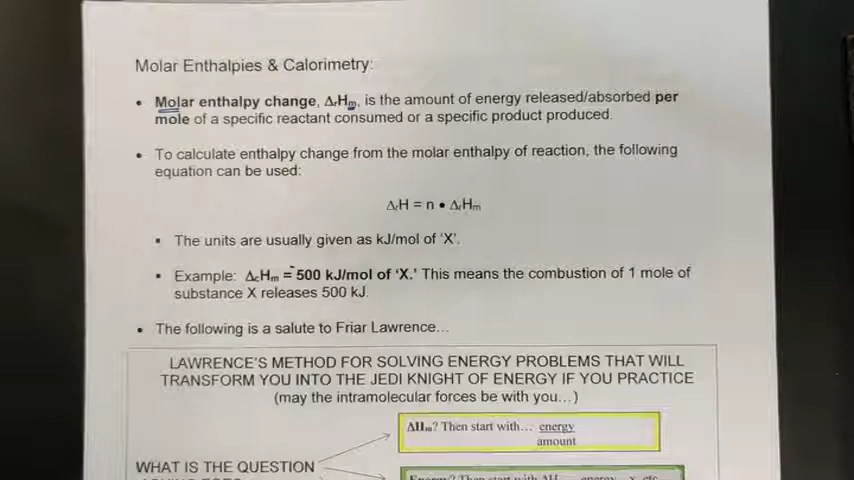 Molar Enthalpies & Calorimetry:
• Molar enthalpy change, ΔrHm, is the amount of energy released/absorbed per
mole of a specific reactant consumed or a specific product produced.
• To calculate enthalpy change from the molar enthalpy of reaction, the following
equation can be used:
ΔrH = n • ΔrHm
▪ The units are usually given as kJ/mol of ‘X’.
▪ Example: ΔcHm = -500 kJ/mol of ‘X.’ This means the combustion of 1 mole of
substance X releases 500 kJ.
• The following is a salute to Friar Lawrence…
LAWRENCE'S METHOD FOR SOLVING ENERGY PROBLEMS THAT WILL
TRANSFORM YOU INTO THE JEDI KNIGHT OF ENERGY IF YOU PRACTICE
(may the intramolecular forces be with you…)
ΔHm? Then start with… energy
amount
WHAT IS THE QUESTION
Energy? Then start with ΔH